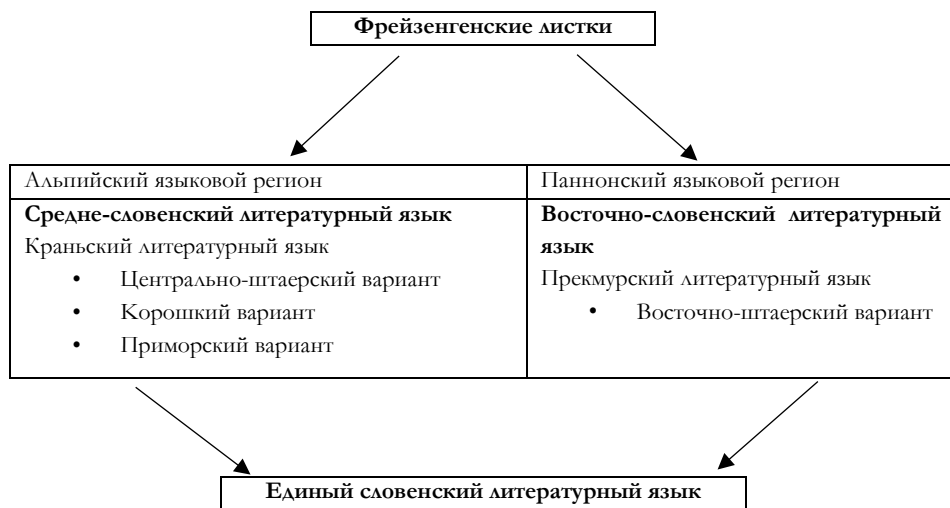 Фрейзенгенские листки
Альпийский языковой регион
Средне-словенский литературный язык
Краньский литературный язык
• Центрально-штаерский вариант
• Корошкий вариант
• Приморский вариант
Паннонский языковой регион
Восточно-словенский литературный
язык
Прекмурский литературный язык
• Восточно-штаерский вариант
Единый словенский литературный язык